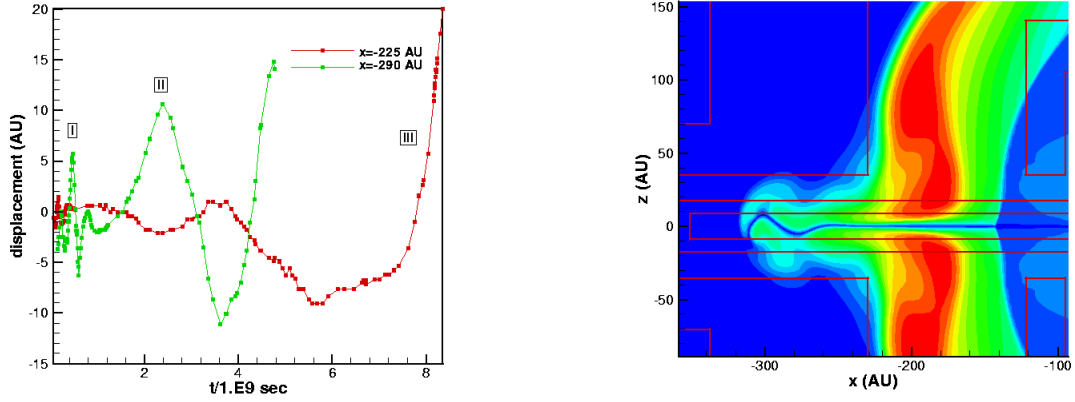 20
15
10
5
0
-5
-10
-15
displacement (AU)
I
II
III
x=-225 AU
x=-290 AU
2
4
6
8
t/1.E9 sec
150
100
50
0
-50
z (AU)
-300
-200
-100
x (AU)